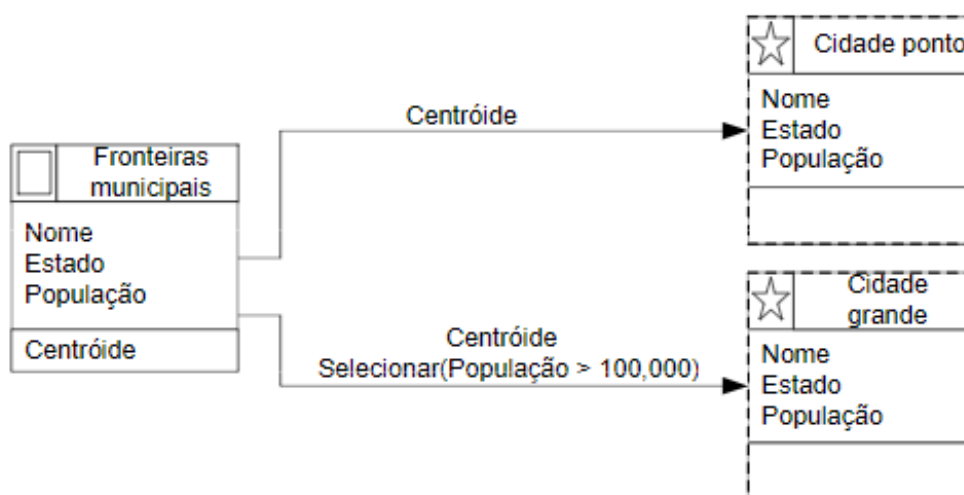 Fronteiras
municipais
Nome
Estado
População
Centróide
Centróide
Centróide
Selecionar(População > 100,000)
Cidade ponto
Nome
Estado
População
Cidade
grande
Nome
Estado
População